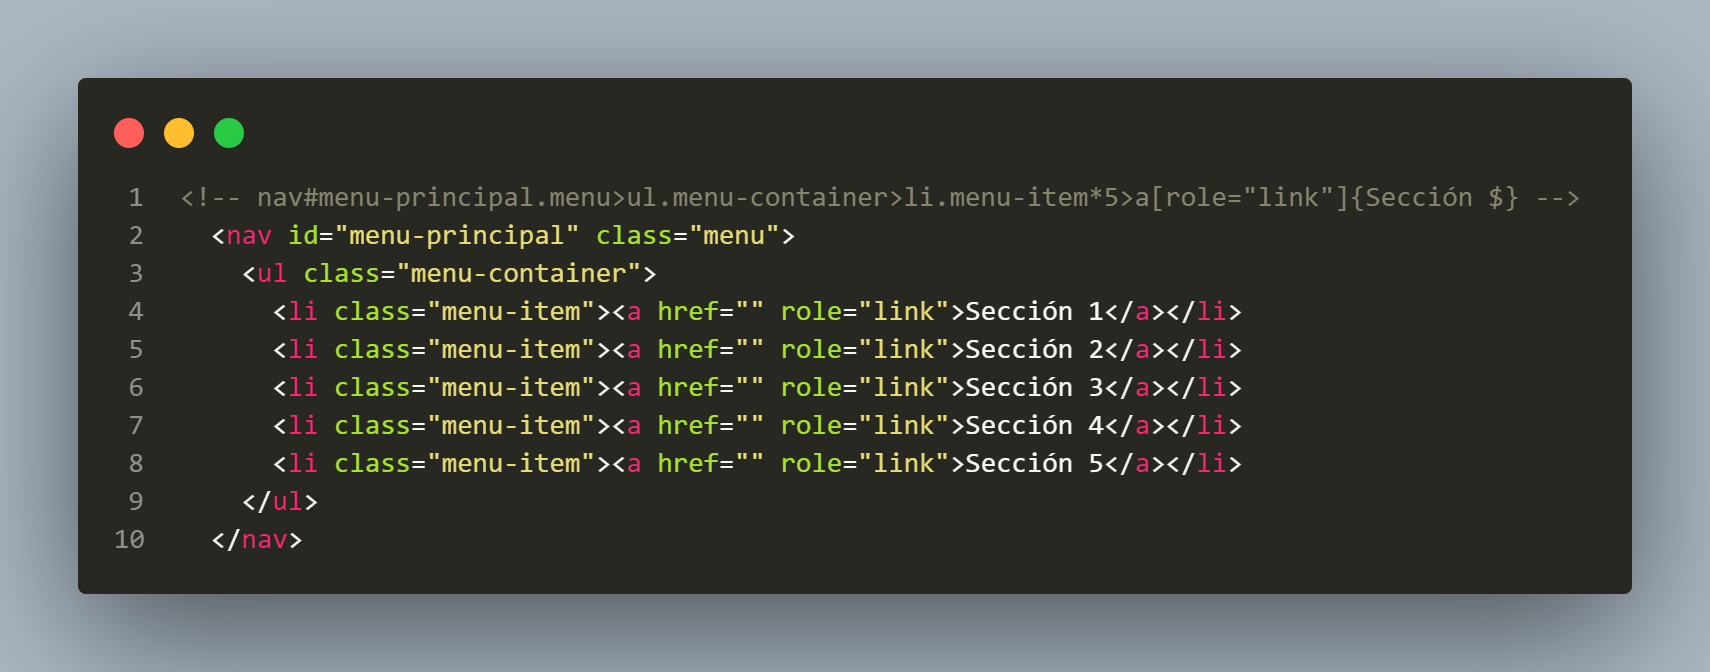 1 <!-- nav#menu-principal.menu>ul.menu-container>li.menu-item*5>a[role="link"]{Sección $} -->
2   <nav id="menu-principal" class="menu">
3     <ul class="menu-container">
4       <li class="menu-item"><a href="" role="link">Sección 1</a></li>
5       <li class="menu-item"><a href="" role="link">Sección 2</a></li>
6       <li class="menu-item"><a href="" role="link">Sección 3</a></li>
7       <li class="menu-item"><a href="" role="link">Sección 4</a></li>
8       <li class="menu-item"><a href="" role="link">Sección 5</a></li>
9     </ul>
10   </nav>